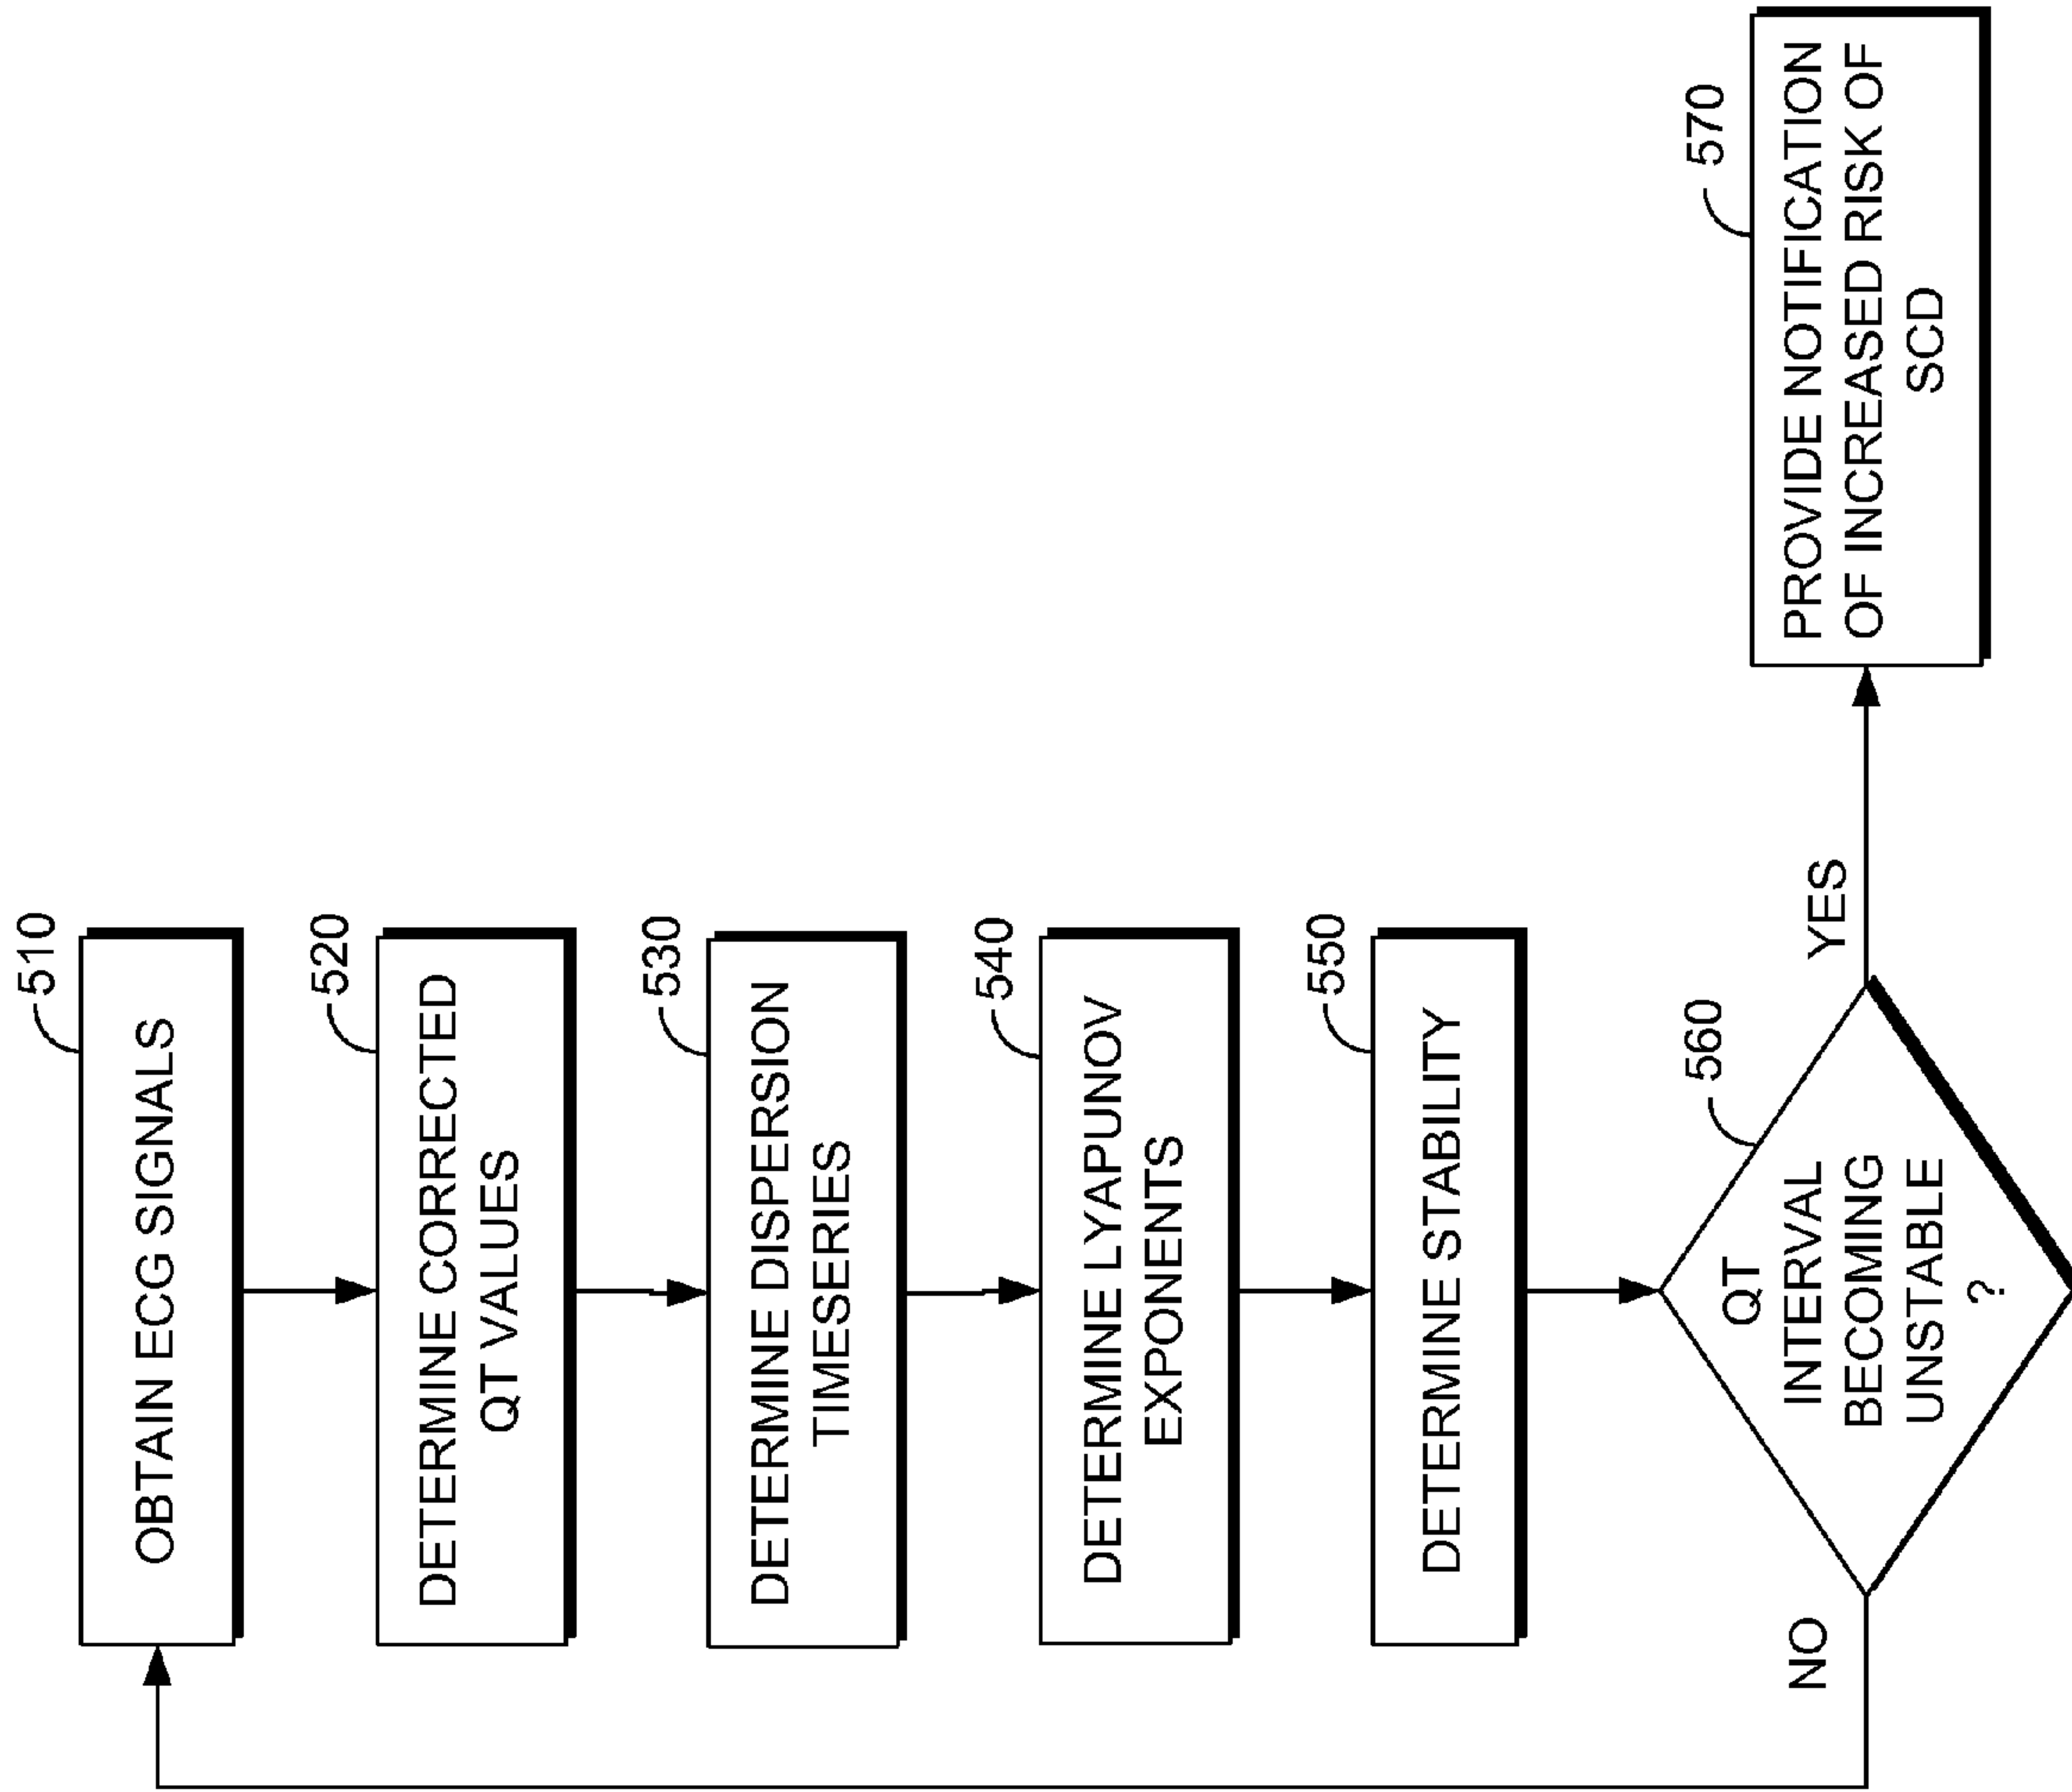 510
OBTAIN ECG SIGNALS
520
DETERMINE CORRECTED
QT VALUES
530
DETERMINE DISPERSION
TIMESERIES
540
DETERMINE LYAPUNOV
EXPONENTS
550
DETERMINE STABILITY
560
QT
INTERVAL
BECOMING
UNSTABLE
?
NO
YES
570
PROVIDE NOTIFICATION
OF INCREASED RISK OF
SCD